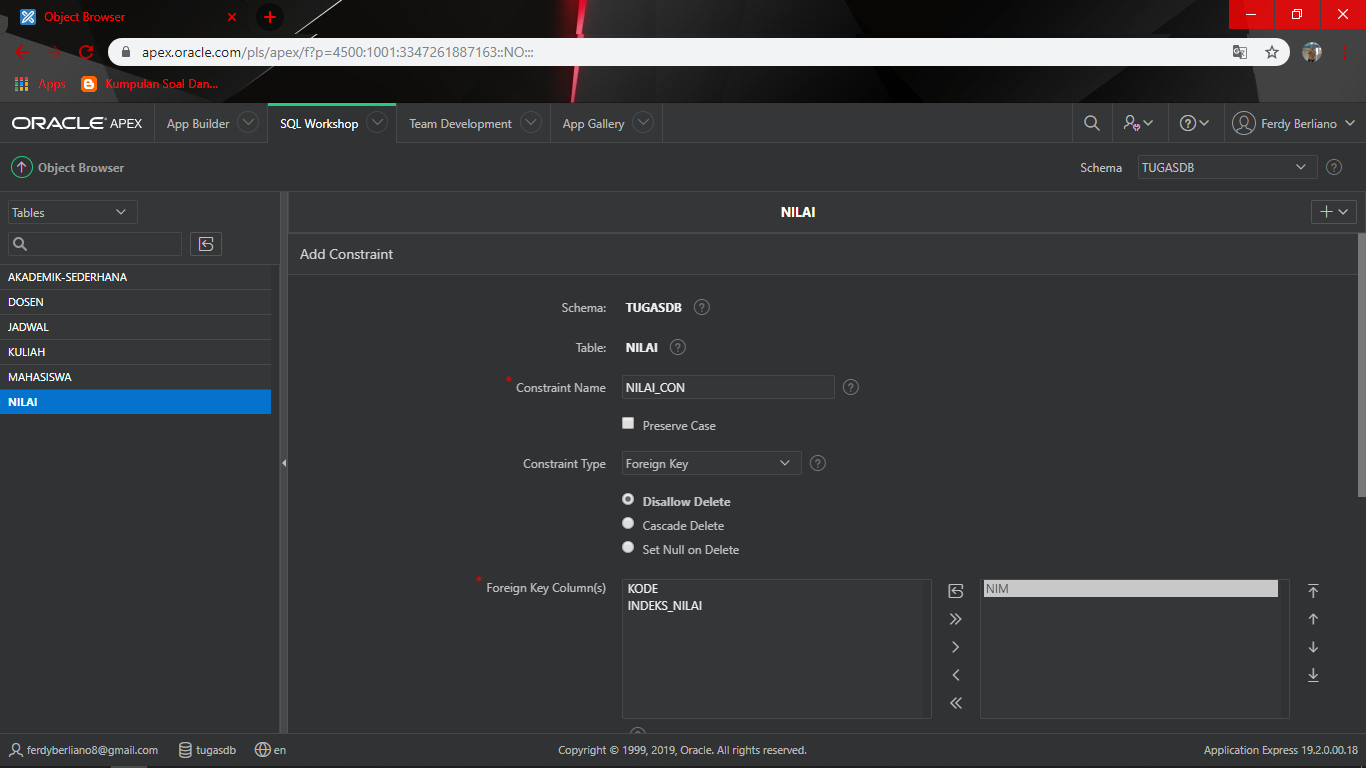 Object Browser
apex.oracle.com/pls/apex/f?p=4500:1001:3347261887163::NO:::
Apps Kumpulan Soal Dan...
ORACLE APEX App Builder SQL Workshop Team Development App Gallery Ferdy Berliano
Object Browser Schema TUGASDB
Tables
NILAI
Add Constraint
AKADEMIK-SEDERHANA
DOSEN
JADWAL
KULIAH
MAHASISWA
NILAI
Schema: TUGASDB
Table: NILAI
* Constraint Name NILAI_CON
Preserve Case
Constraint Type Foreign Key
Disallow Delete
Cascade Delete
Set Null on Delete
* Foreign Key Column(s) KODE NIM
INDEKS_NILAI
ferdyberliano8@gmail.com tugasdb en Copyright © 1999, 2019, Oracle. All rights reserved. Application Express 19.2.0.00.18